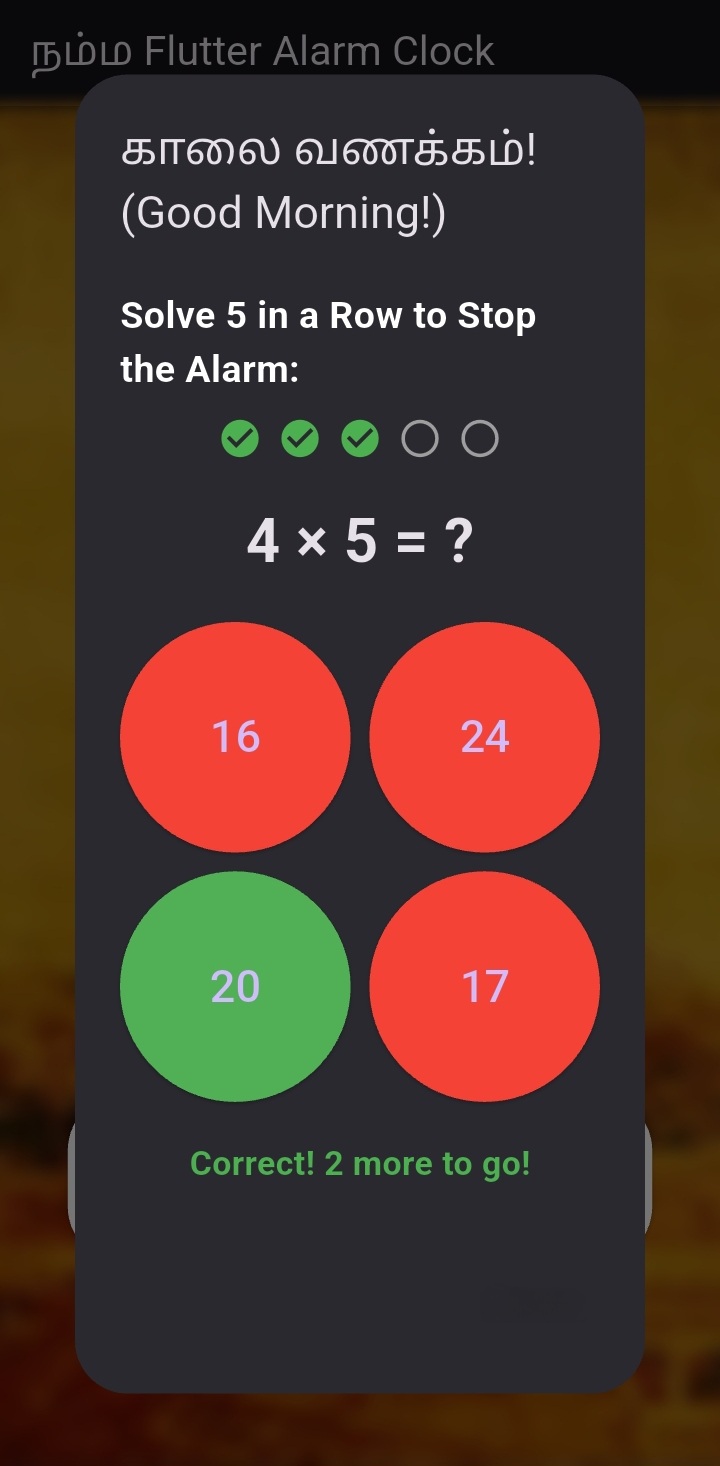 நம்ம Flutter Alarm Clock
காலை வணக்கம்!
(Good Morning!)
Solve 5 in a Row to Stop
the Alarm:
4 × 5 = ?
16 24
20 17
Correct! 2 more to go!